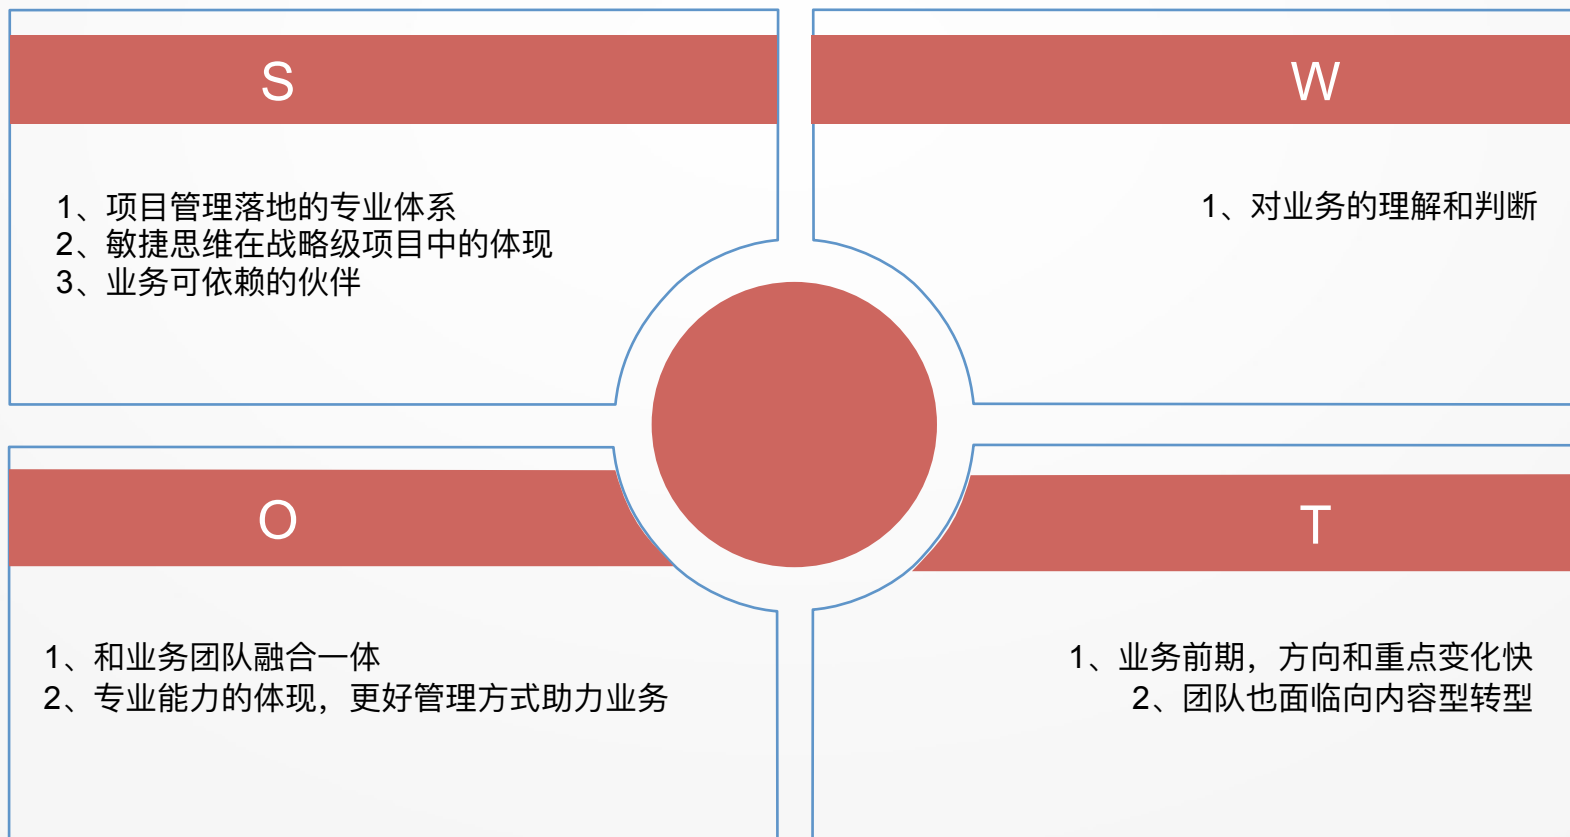 S
1、项目管理落地的专业体系
2、敏捷思维在战略级项目中的体现
3、业务可依赖的伙伴
W
1、对业务的理解和判断
O
1、和业务团队融合一体
2、专业能力的体现，更好管理方式助力业务
T
1、业务前期，方向和重点变化快
2、团队也面临向内容型转型